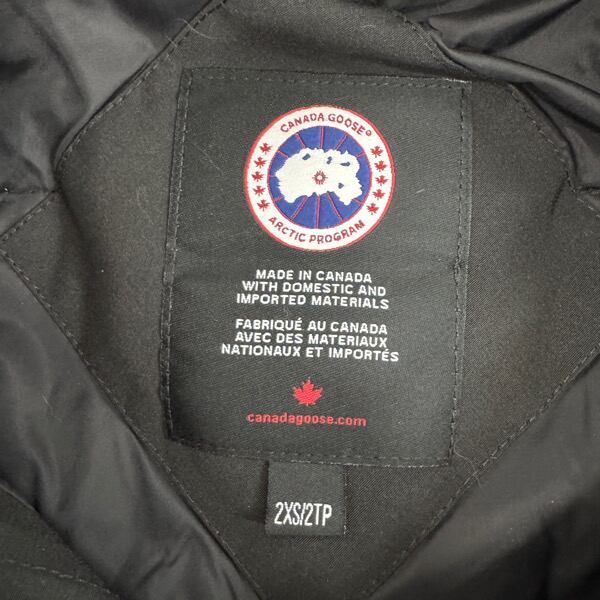 CANADA GOOSE®
ARCTIC PROGRAM
MADE IN CANADA
WITH DOMESTIC AND
IMPORTED MATERIALS
FABRIQUÉ AU CANADA
AVEC DES MATERIAUX
NATIONAUX ET IMPORTÉS
canadagoose.com
2XS/2TP